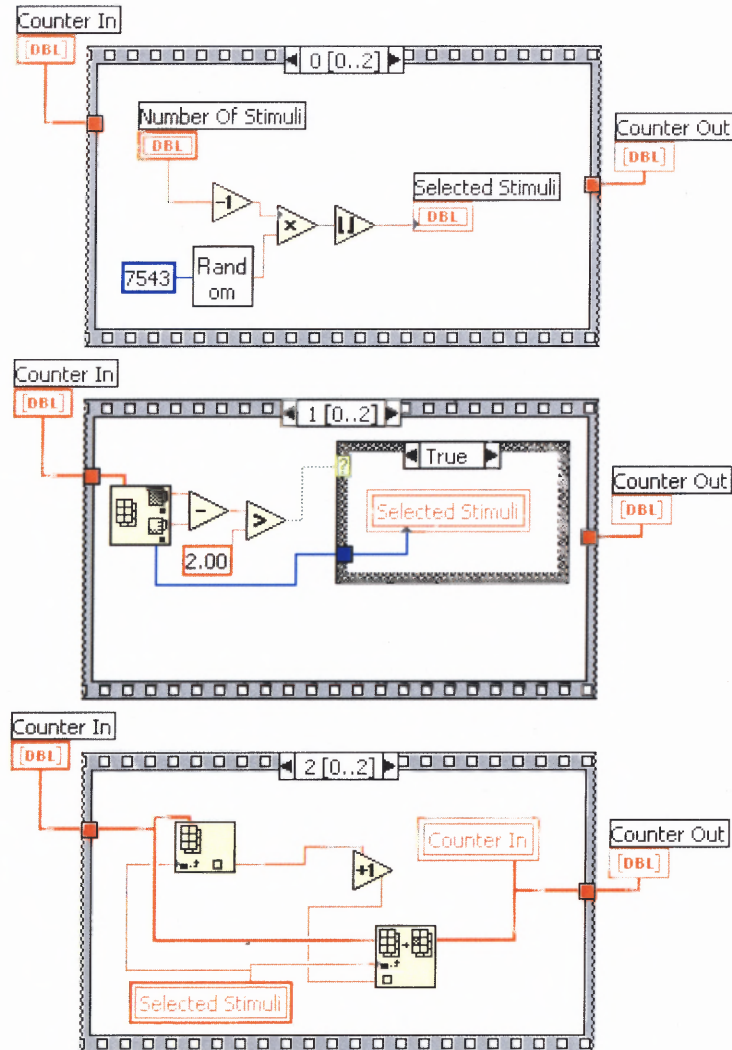 Counter In
[DBL]
0 [0..2]
Number Of Stimuli
DBL
Counter Out
[DBL]
Selected Stimuli
DBL
-1
x
7543
Rand
om
Counter In
[DBL]
1 [0..2]
True
?
Counter Out
[DBL]
-
>
Selected Stimuli
2.00
Counter In
[DBL]
2 [0..2]
Counter In
Counter Out
[DBL]
+1
Selected Stimuli